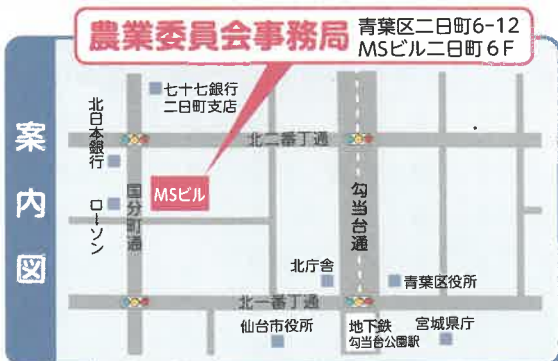 農業委員会事務局
青葉区二日町6-12
MSビル二日町6F
案内図
七十七銀行
二日町支店
北日本銀行
北二番丁通
MSビル
ローソン
国分町通
勾当台通
北庁舎
青葉区役所
北一番丁通
仙台市役所
地下鉄
勾当台公園駅
宮城県庁